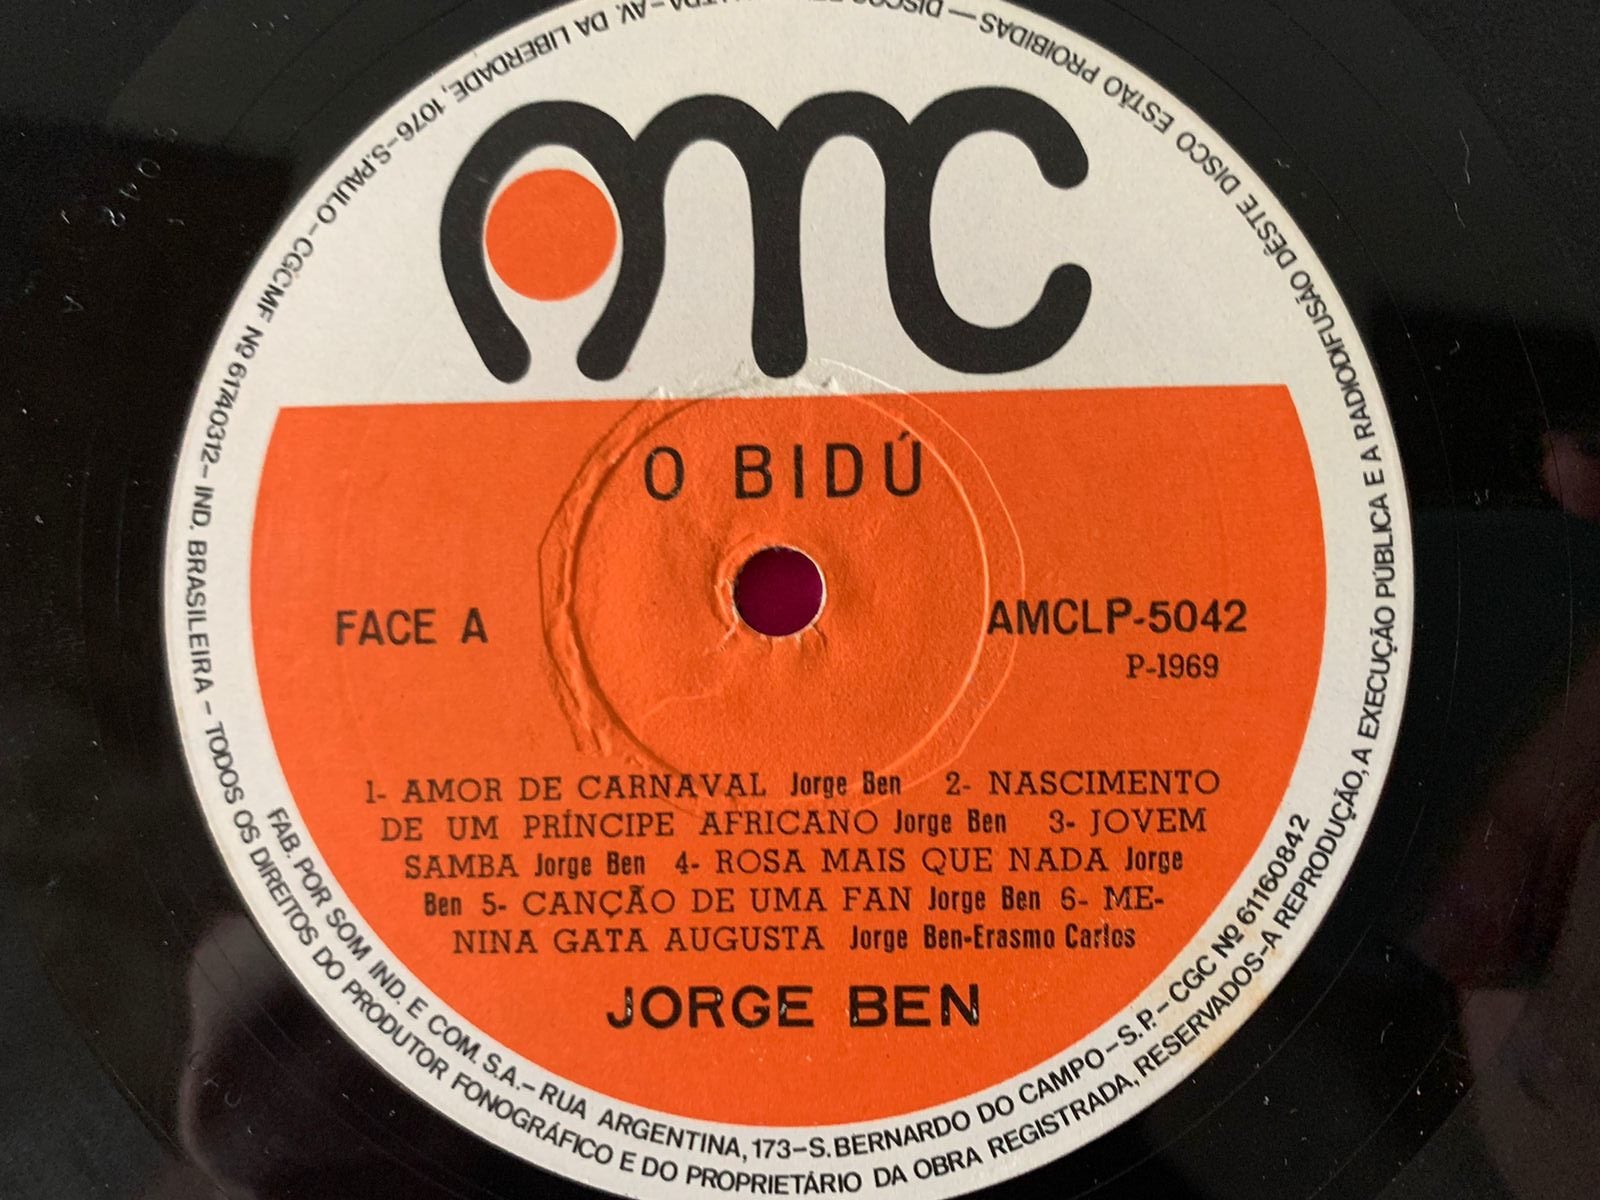 AMC
O BIDÚ
FACE A
AMCLP-5042
P-1969
1- AMOR DE CARNAVAL Jorge Ben 2- NASCIMENTO
DE UM PRÍNCIPE AFRICANO Jorge Ben 3- JOVEM
SAMBA Jorge Ben 4- ROSA MAIS QUE NADA Jorge
Ben 5- CANÇÃO DE UMA FAN Jorge Ben 6- ME-
NINA GATA AUGUSTA Jorge Ben-Erasmo Carlos
JORGE BEN
FAB. POR SOM IND. E COM. S.A.- RUA ARGENTINA, 173-S. BERNARDO DO CAMPO-S.P.-CGC Nº 61160842
AV. DA LIBERDADE, 1076-S.PAULO-CGCMF Nº 61740312-IND. BRASILEIRA - TODOS OS DIREITOS DO PRODUTOR FONOGRÁFICO E DO PROPRIETÁRIO DA OBRA REGISTRADA, RESERVADOS-A REPRODUÇÃO, A EXECUÇÃO PÚBLICA E A RADIODIFUSÃO DÊSTE DISCO ESTÃO PROIBIDAS — DISCOS